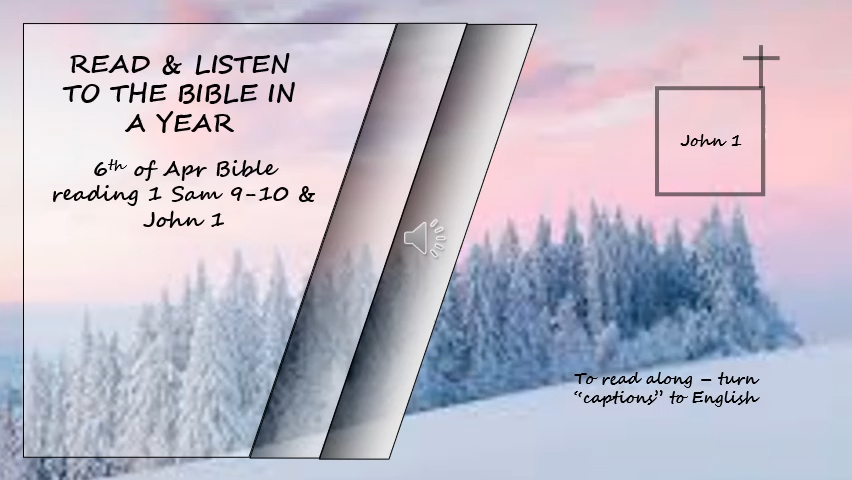 READ & LISTEN
TO THE BIBLE IN
A YEAR
6th of Apr Bible
reading 1 Sam 9-10 &
John 1
John 1
To read along – turn
“captions” to English